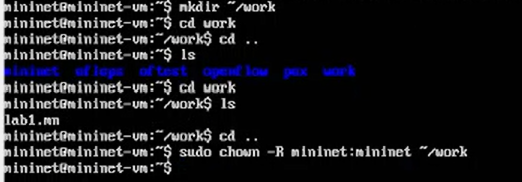 mininet@mininet-vm:~$ mkdir ~/work
mininet@mininet-vm:~$ cd work
mininet@mininet-vm:~/work$ cd ..
mininet@mininet-vm:~$ ls
mininet oflops oftest openflow pox work
mininet@mininet-vm:~$ cd work
mininet@mininet-vm:~/work$ ls
lab1.mn
mininet@mininet-vm:~/work$ cd ..
mininet@mininet-vm:~$ sudo chown -R mininet:mininet ~/work
mininet@mininet-vm:~$